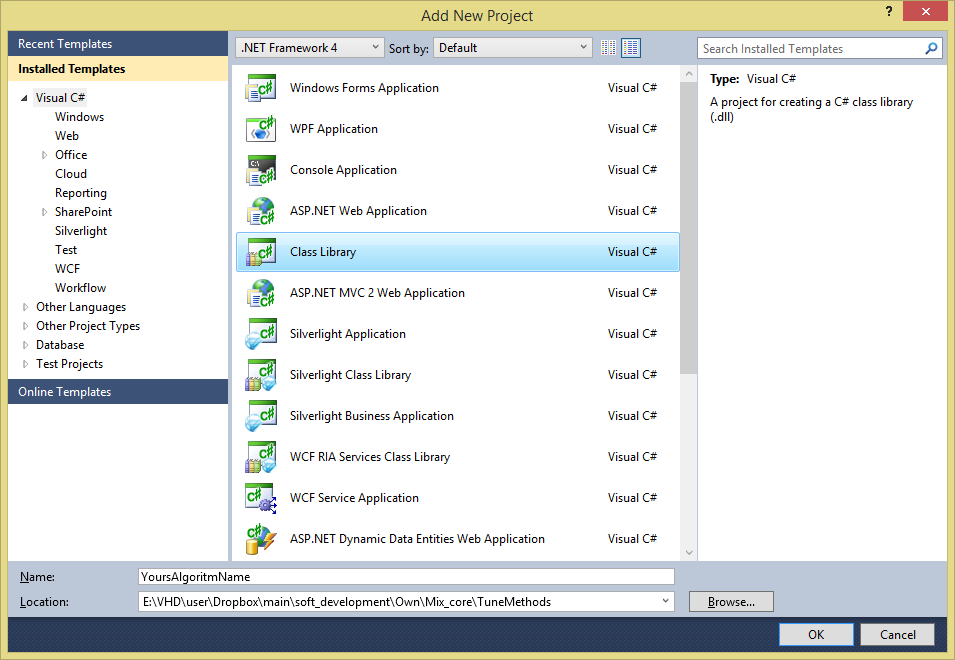 Add New Project
?
Recent Templates
Installed Templates
Visual C#
Windows
Web
Office
Cloud
Reporting
SharePoint
Silverlight
Test
WCF
Workflow
Other Languages
Other Project Types
Database
Test Projects
Online Templates
.NET Framework 4 Sort by: Default
Windows Forms Application Visual C#
WPF Application Visual C#
Console Application Visual C#
ASP.NET Web Application Visual C#
Class Library Visual C#
ASP.NET MVC 2 Web Application Visual C#
Silverlight Application Visual C#
Silverlight Class Library Visual C#
Silverlight Business Application Visual C#
WCF RIA Services Class Library Visual C#
WCF Service Application Visual C#
ASP.NET Dynamic Data Entities Web Application Visual C#
Search Installed Templates
Type: Visual C#
A project for creating a C# class library
(.dll)
Name: YoursAlgoritmName
Location: E:\VHD\user\Dropbox\main\soft_development\Own\Mix_core\TuneMethods Browse...
OK Cancel